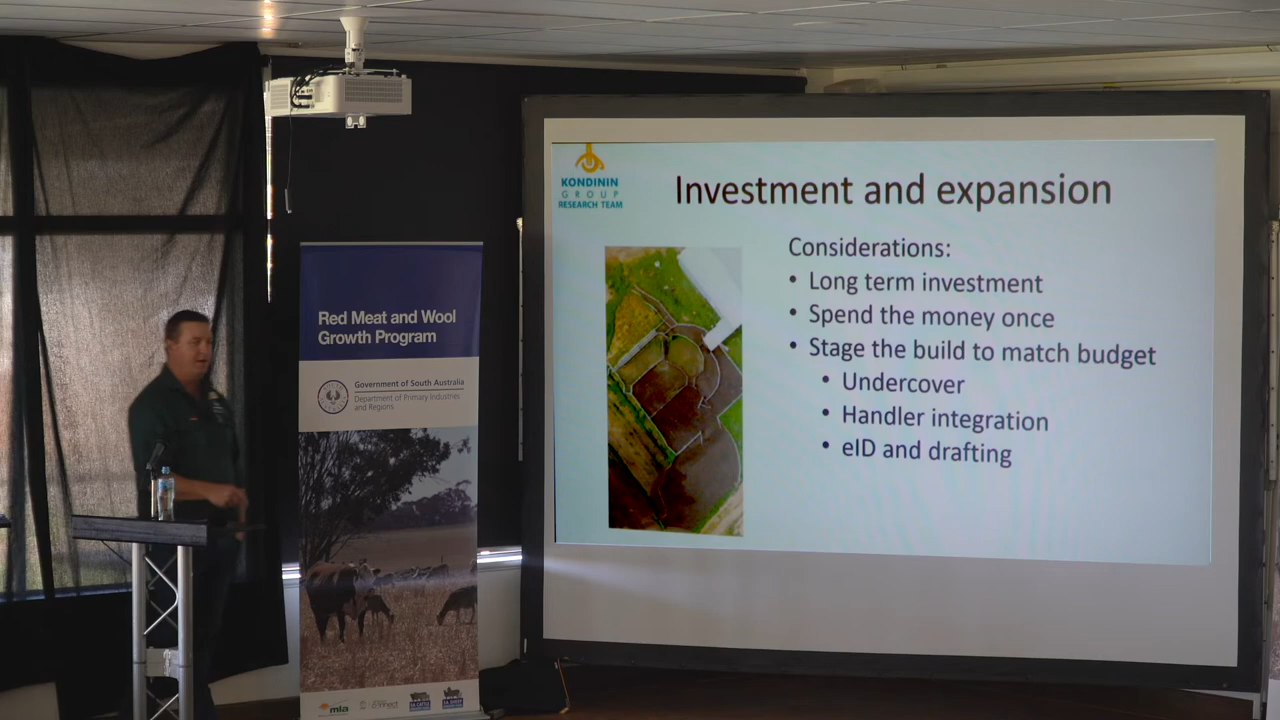 KONDININ
GROUP
RESEARCH TEAM
Investment and expansion
Considerations:
• Long term investment
• Spend the money once
• Stage the build to match budget
• Undercover
• Handler integration
• eID and drafting
Red Meat and Wool
Growth Program
Government of South Australia
Department of Primary Industries
and Regions
mla